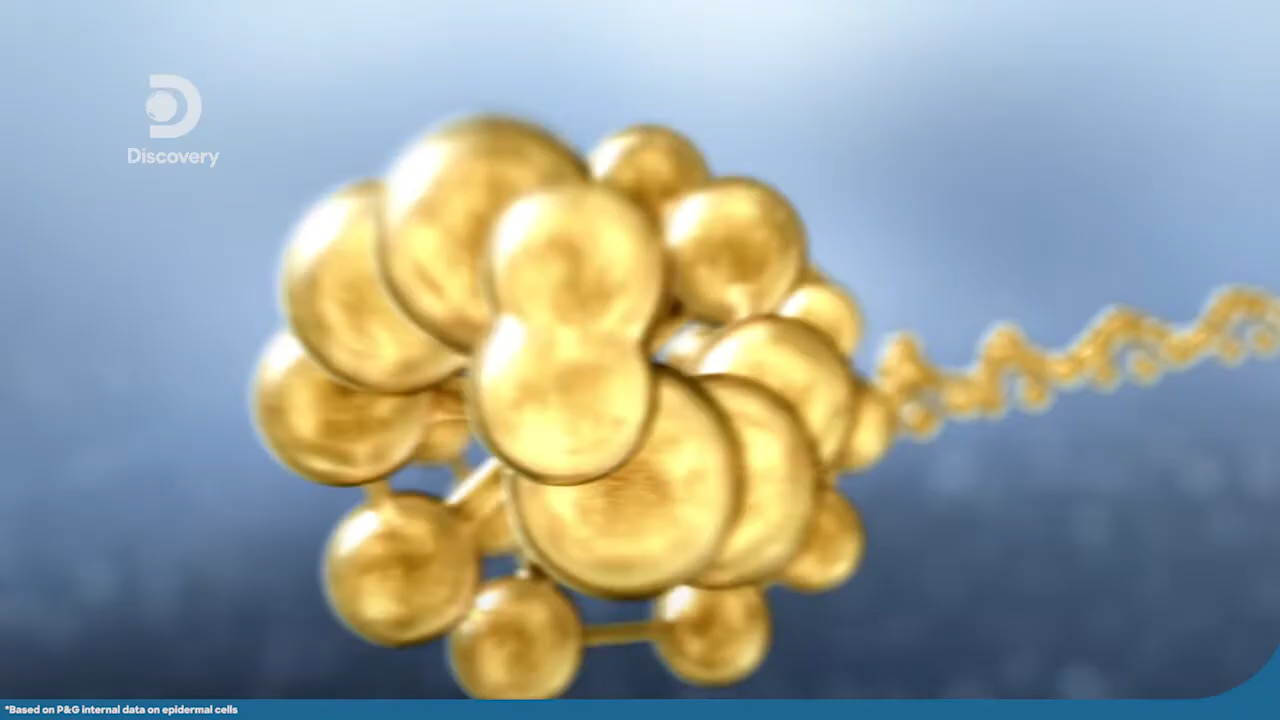 Discovery
*Based on P&G internal data on epidermal cells